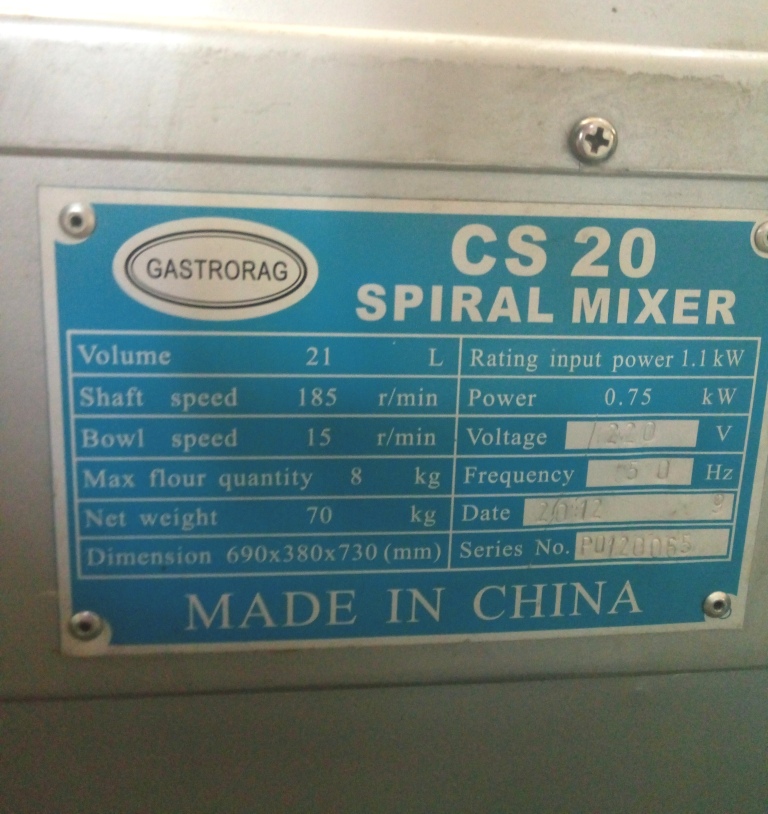 GASTRORAG
CS 20
SPIRAL MIXER
Volume 21 L
Rating input power 1.1 kW
Shaft speed 185 r/min
Power 0.75 kW
Bowl speed 15 r/min
Voltage /220 V
Max flour quantity 8 kg
Frequency 50 Hz
Net weight 70 kg
Date 2012 9
Dimension 690x380x730 (mm)
Series No. PU120065
MADE IN CHINA